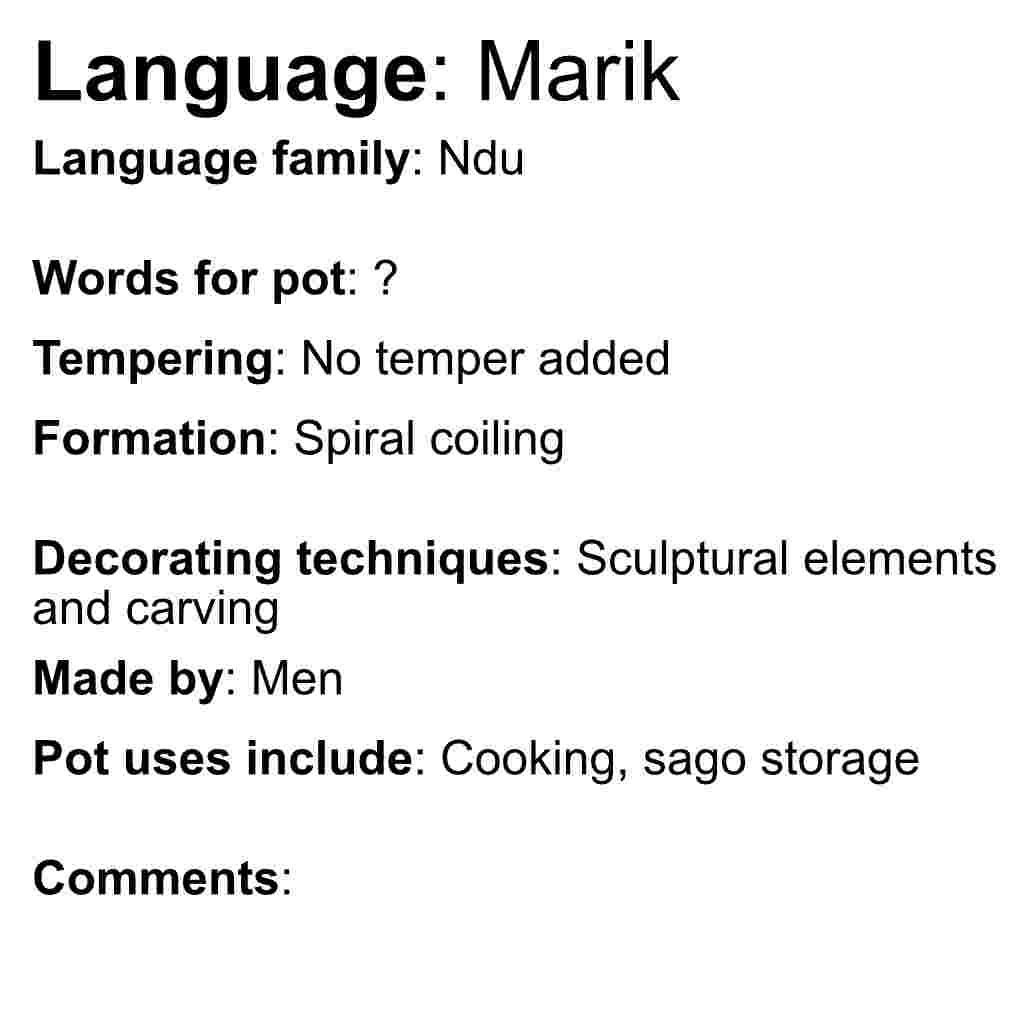 Language: Marik
Language family: Ndu
Words for pot: ?
Tempering: No temper added
Formation: Spiral coiling
Decorating techniques: Sculptural elements
and carving
Made by: Men
Pot uses include: Cooking, sago storage
Comments: